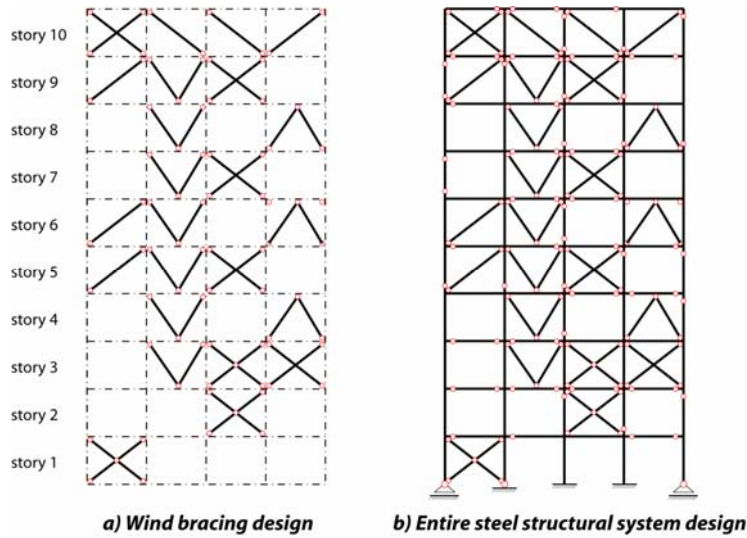 story 10
story 9
story 8
story 7
story 6
story 5
story 4
story 3
story 2
story 1
a) Wind bracing design
b) Entire steel structural system design